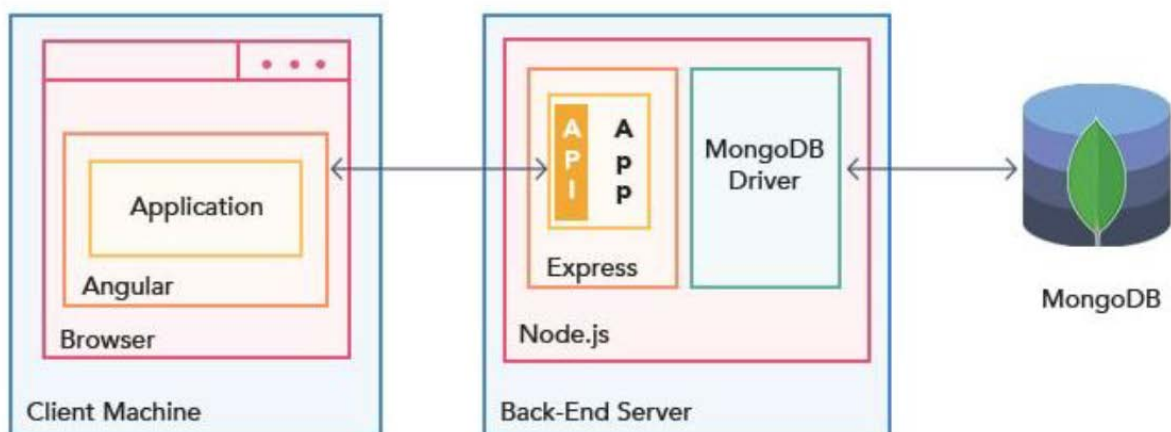 Application
Angular
Browser
Client Machine
API
App
Express
MongoDB
Driver
Node.js
Back-End Server
MongoDB